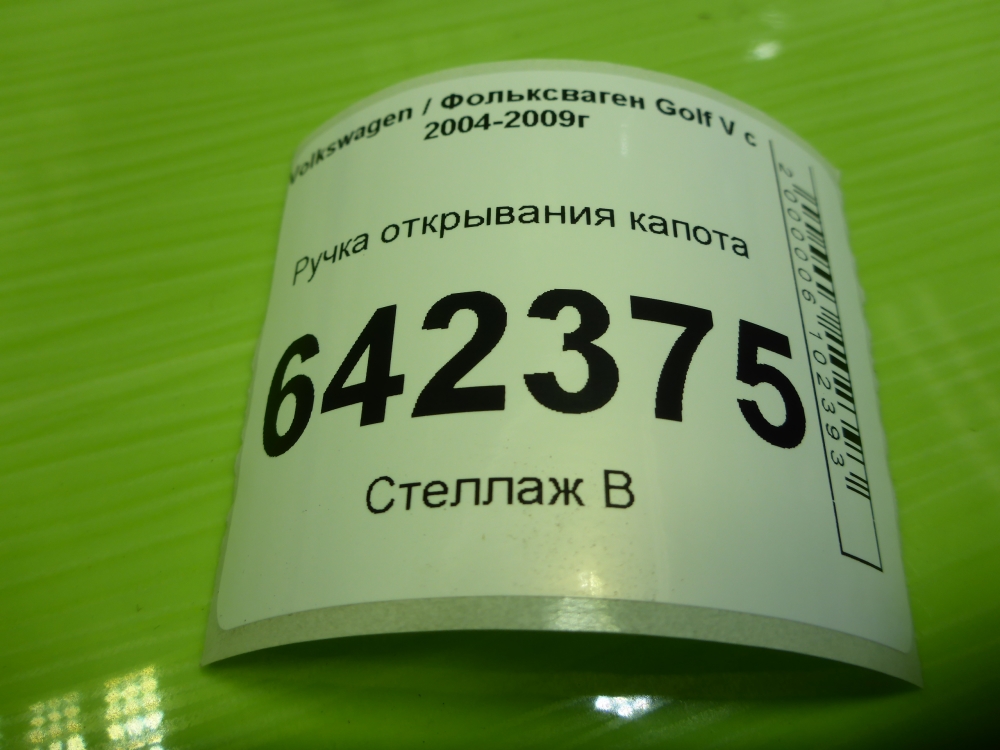 Volkswagen / Фольксваген Golf V с
2004-2009г
Ручка открывания капота
642375
Стеллаж В
2000006102393